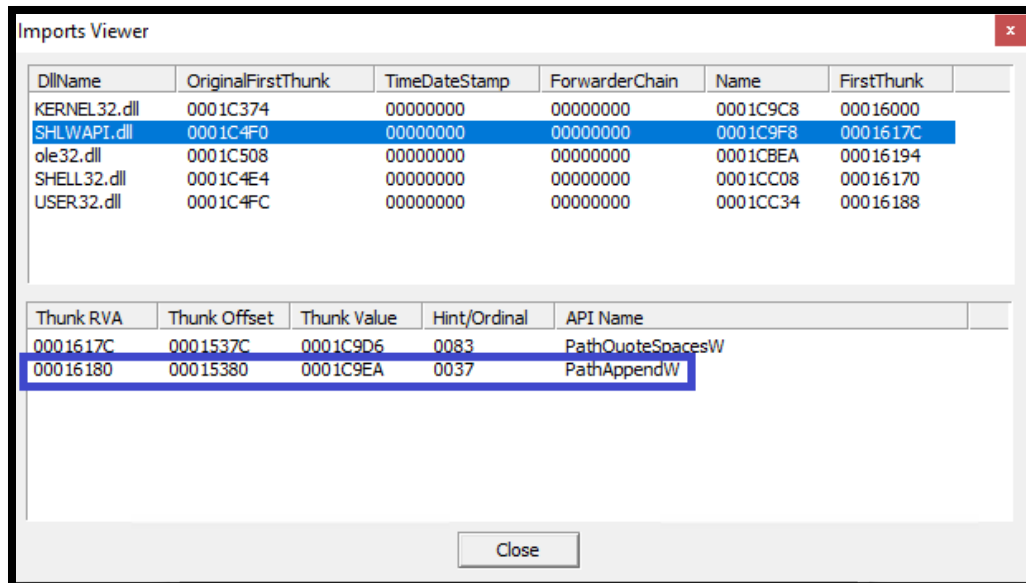 Imports Viewer
x
DllName OriginalFirstThunk TimeDateStamp ForwarderChain Name FirstThunk
KERNEL32.dll 0001C374 00000000 00000000 0001C9C8 00016000
SHLWAPI.dll 0001C4F0 00000000 00000000 0001C9F8 0001617C
ole32.dll 0001C508 00000000 00000000 0001CBEA 00016194
SHELL32.dll 0001C4E4 00000000 00000000 0001CC08 00016170
USER32.dll 0001C4FC 00000000 00000000 0001CC34 00016188
Thunk RVA Thunk Offset Thunk Value Hint/Ordinal API Name
0001617C 0001537C 0001C9D6 0083 PathQuoteSpacesW
00016180 00015380 0001C9EA 0037 PathAppendW
Close